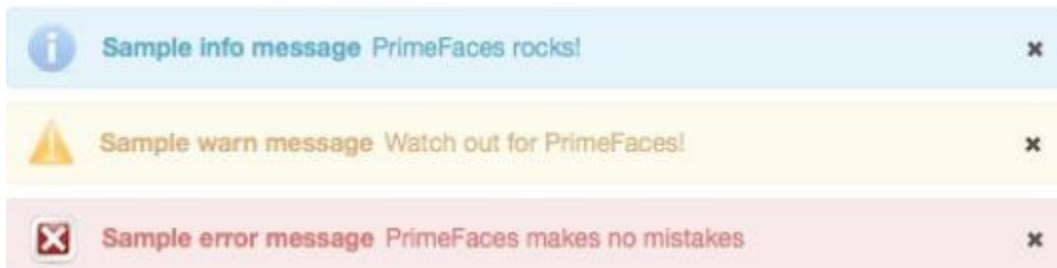 Sample info message PrimeFaces rocks!
Sample warn message Watch out for PrimeFaces!
Sample error message PrimeFaces makes no mistakes